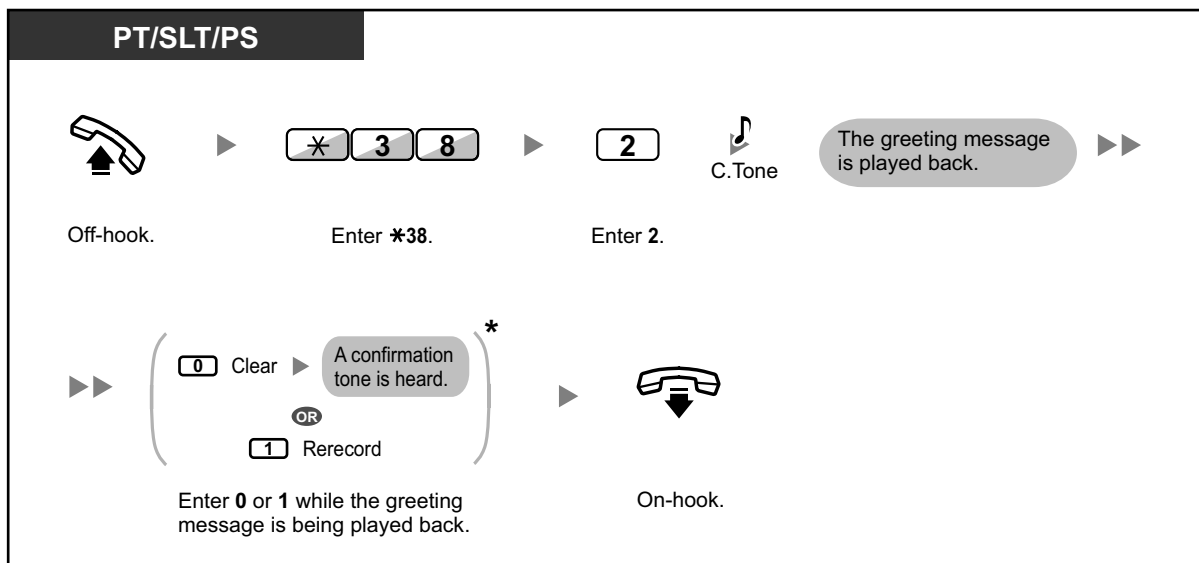 PT/SLT/PS
✳ 3 8
2
C.Tone
The greeting message
is played back.
Off-hook.
Enter ✳38.
Enter 2.
0 Clear
A confirmation
tone is heard.
*
OR
1 Rerecord
Enter 0 or 1 while the greeting
message is being played back.
On-hook.